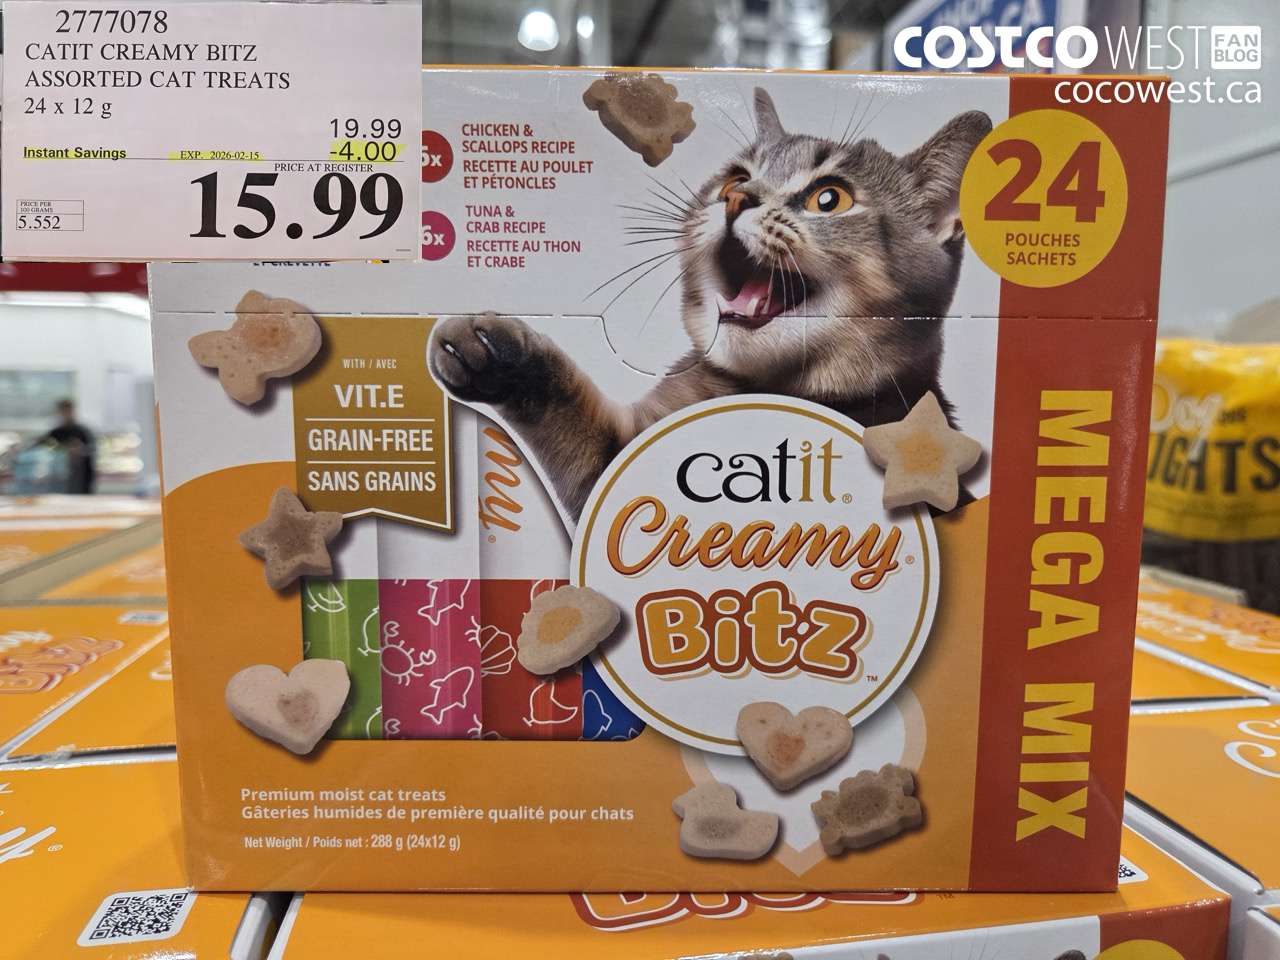 2777078
CATIT CREAMY BITZ
ASSORTED CAT TREATS
24 x 12 g
19.99
Instant Savings EXP. 2026-02-15 -4.00
PRICE AT REGISTER
15.99
PRICE PER
100 GRAMS
5.552
COSTCO WEST FAN BLOG
cocowest.ca
6x CHICKEN &
SCALLOPS RECIPE
RECETTE AU POULET
ET PÉTONCLES
6x TUNA &
CRAB RECIPE
RECETTE AU THON
ET CRABE
24
POUCHES
SACHETS
WITH / AVEC
VIT.E
GRAIN-FREE
SANS GRAINS
my®
catit®
Creamy®
Bitz™
MEGA MIX
Premium moist cat treats
Gâteries humides de première qualité pour chats
Net Weight / Poids net : 288 g (24x12 g)